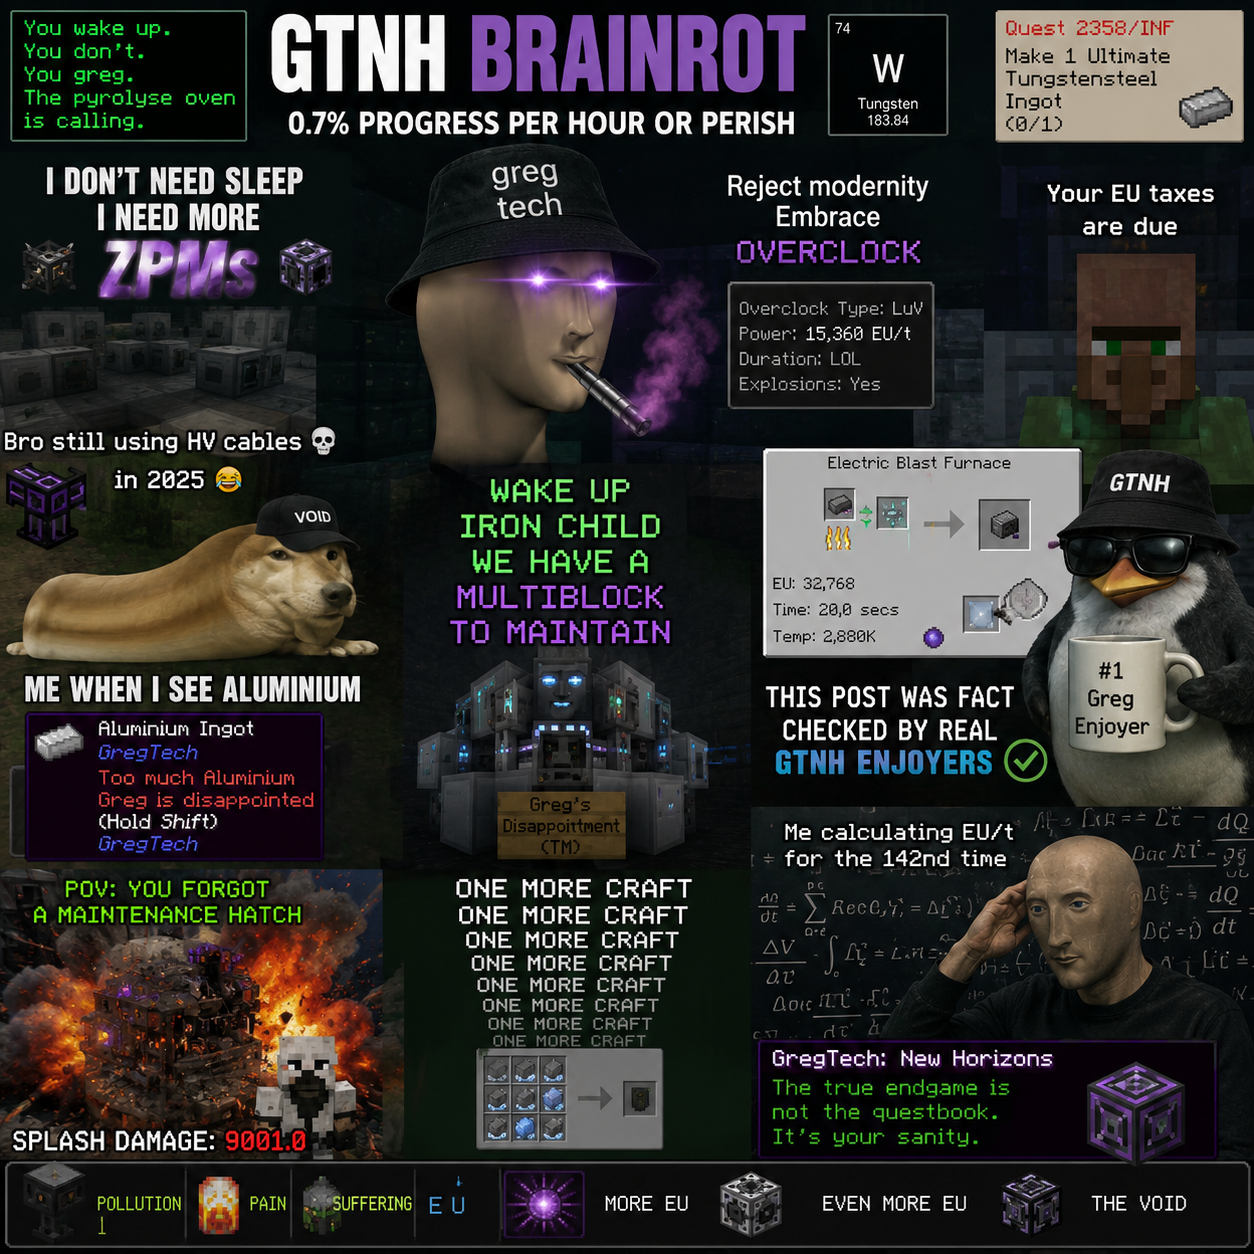 You wake up.
You don't.
You greg.
The pyrolyse oven
is calling.
GTNH BRAINROT
0.7% PROGRESS PER HOUR OR PERISH
74
W
Tungsten
183.84
Quest 2358/INF
Make 1 Ultimate
Tungstensteel
Ingot
(0/1)
I DON'T NEED SLEEP
I NEED MORE
ZPMs
greg
tech
Reject modernity
Embrace
OVERCLOCK
Overclock Type: LuV
Power: 15,360 EU/t
Duration: LOL
Explosions: Yes
Your EU taxes
are due
Bro still using HV cables 💀
in 2025 😂
VOID
ME WHEN I SEE ALUMINIUM
Aluminium Ingot
GregTech
Too much Aluminium
Greg is disappointed
(Hold Shift)
GregTech
WAKE UP
IRON CHILD
WE HAVE A
MULTIBLOCK
TO MAINTAIN
Greg's
Disappoittment
(TM)
Electric Blast Furnace
EU: 32,768
Time: 20,0 secs
Temp: 2,880K
GTNH
#1
Greg
Enjoyer
THIS POST WAS FACT
CHECKED BY REAL
GTNH ENJOYERS
POV: YOU FORGOT
A MAINTENANCE HATCH
SPLASH DAMAGE: 9001.0
ONE MORE CRAFT
ONE MORE CRAFT
ONE MORE CRAFT
ONE MORE CRAFT
ONE MORE CRAFT
ONE MORE CRAFT
ONE MORE CRAFT
ONE MORE CRAFT
Me calculating EU/t
for the 142nd time
GregTech: New Horizons
The true endgame is
not the questbook.
It's your sanity.
POLLUTION
1
PAIN
SUFFERING
EU
MORE EU
EVEN MORE EU
THE VOID